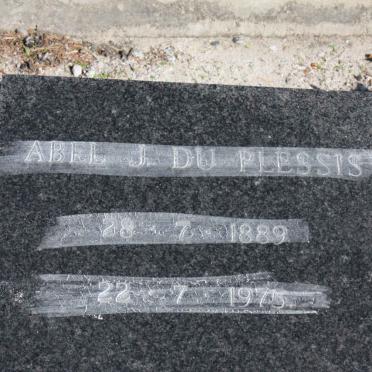 ABEL J. DU PLESSIS
28 · 7 · 1889
22 · 7 · 1975